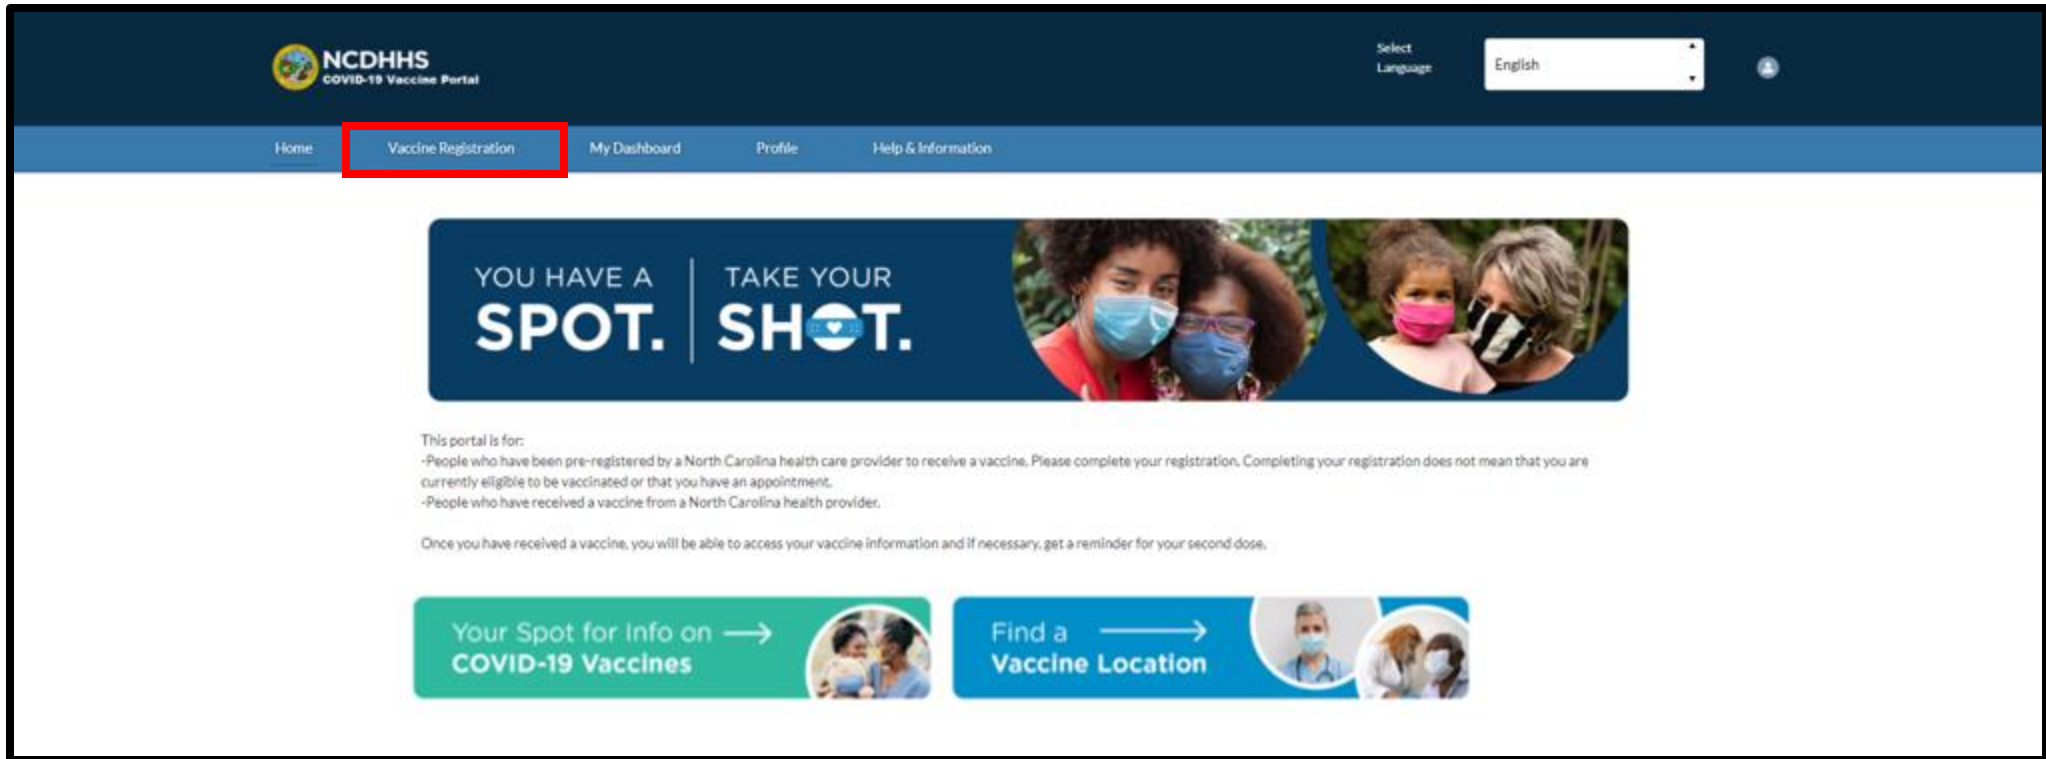 NCDHHS
COVID-19 Vaccine Portal
Select
Language
English
Home Vaccine Registration My Dashboard Profile Help & Information
YOU HAVE A
SPOT.
TAKE YOUR
SHOT.
This portal is for:
-People who have been pre-registered by a North Carolina health care provider to receive a vaccine. Please complete your registration. Completing your registration does not mean that you are
currently eligible to be vaccinated or that you have an appointment.
-People who have received a vaccine from a North Carolina health provider.
Once you have received a vaccine, you will be able to access your vaccine information and if necessary, get a reminder for your second dose.
Your Spot for Info on
COVID-19 Vaccines
Find a
Vaccine Location